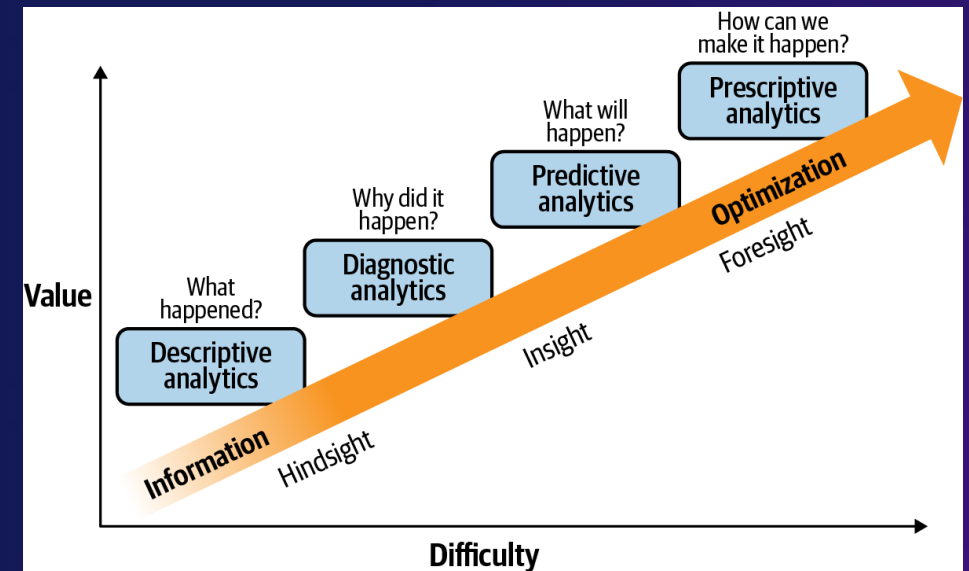 How can we
make it happen?
Prescriptive
analytics
What will
happen?
Predictive
analytics
Why did it
happen?
Diagnostic
analytics
What
happened?
Descriptive
analytics
Value
Information
Hindsight
Insight
Optimization
Foresight
Difficulty